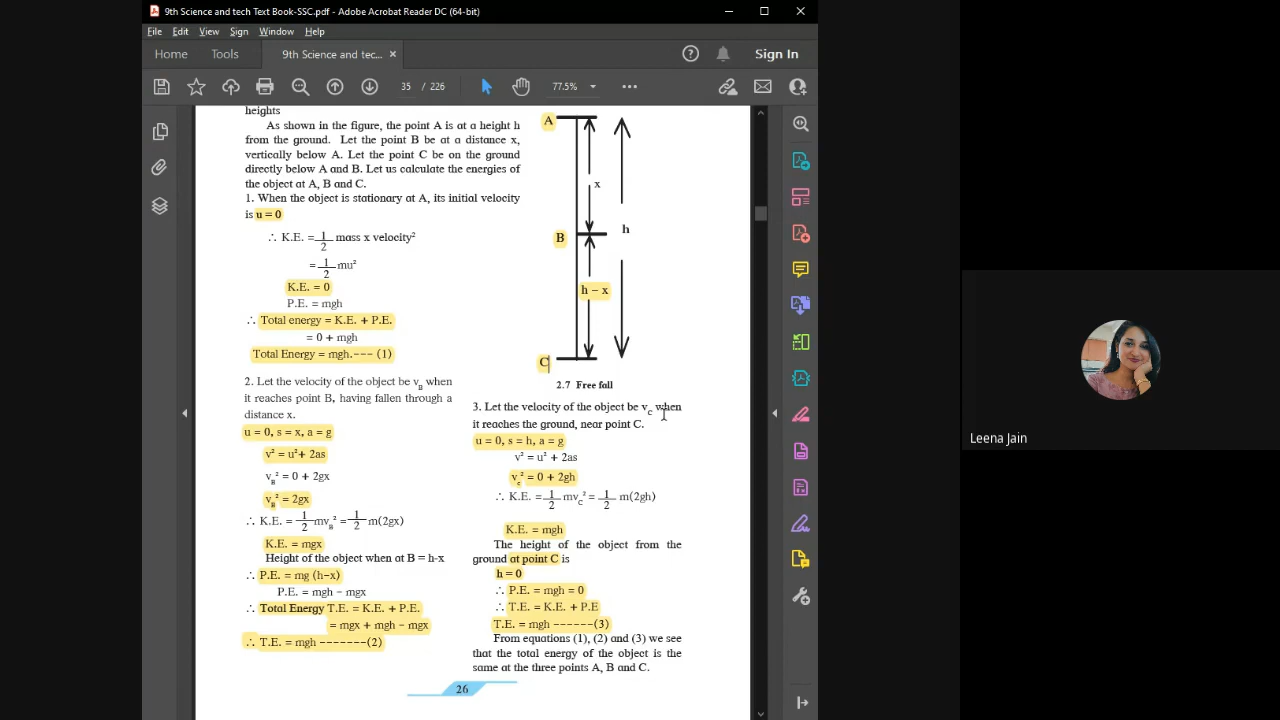 9th Science and tech Text Book-SSC.pdf - Adobe Acrobat Reader DC (64-bit)
File Edit View Sign Window Help
Home Tools 9th Science and tec... × Sign In
35 / 226 77.5%
heights
As shown in the figure, the point A is at a height h
from the ground. Let the point B be at a distance x,
vertically below A. Let the point C be on the ground
directly below A and B. Let us calculate the energies of
the object at A, B and C.
1. When the object is stationary at A, its initial velocity
is u = 0
∴ K.E. = 1/2 mass x velocity²
= 1/2 mu²
K.E. = 0
P.E. = mgh
∴ Total energy = K.E. + P.E.
= 0 + mgh
Total Energy = mgh.--- (1)
2. Let the velocity of the object be v_B when
it reaches point B, having fallen through a
distance x.
u = 0, s = x, a = g
v² = u²+ 2as
v_B² = 0 + 2gx
v_B² = 2gx
∴ K.E. = 1/2 mv_B² = 1/2 m(2gx)
K.E. = mgx
Height of the object when at B = h-x
∴ P.E. = mg (h-x)
P.E. = mgh − mgx
∴ Total Energy T.E. = K.E. + P.E.
= mgx + mgh − mgx
∴ T.E. = mgh -------(2)
A
x
B
h
h − x
C
2.7 Free fall
3. Let the velocity of the object be v_c when
it reaches the ground, near point C.
u = 0, s = h, a = g
v² = u² + 2as
v_c² = 0 + 2gh
∴ K.E. = 1/2 mv_C² = 1/2 m(2gh)
K.E. = mgh
The height of the object from the
ground at point C is
h = 0
∴ P.E. = mgh = 0
∴ T.E. = K.E. + P.E
T.E. = mgh ------(3)
From equations (1), (2) and (3) we see
that the total energy of the object is the
same at the three points A, B and C.
26
Leena Jain